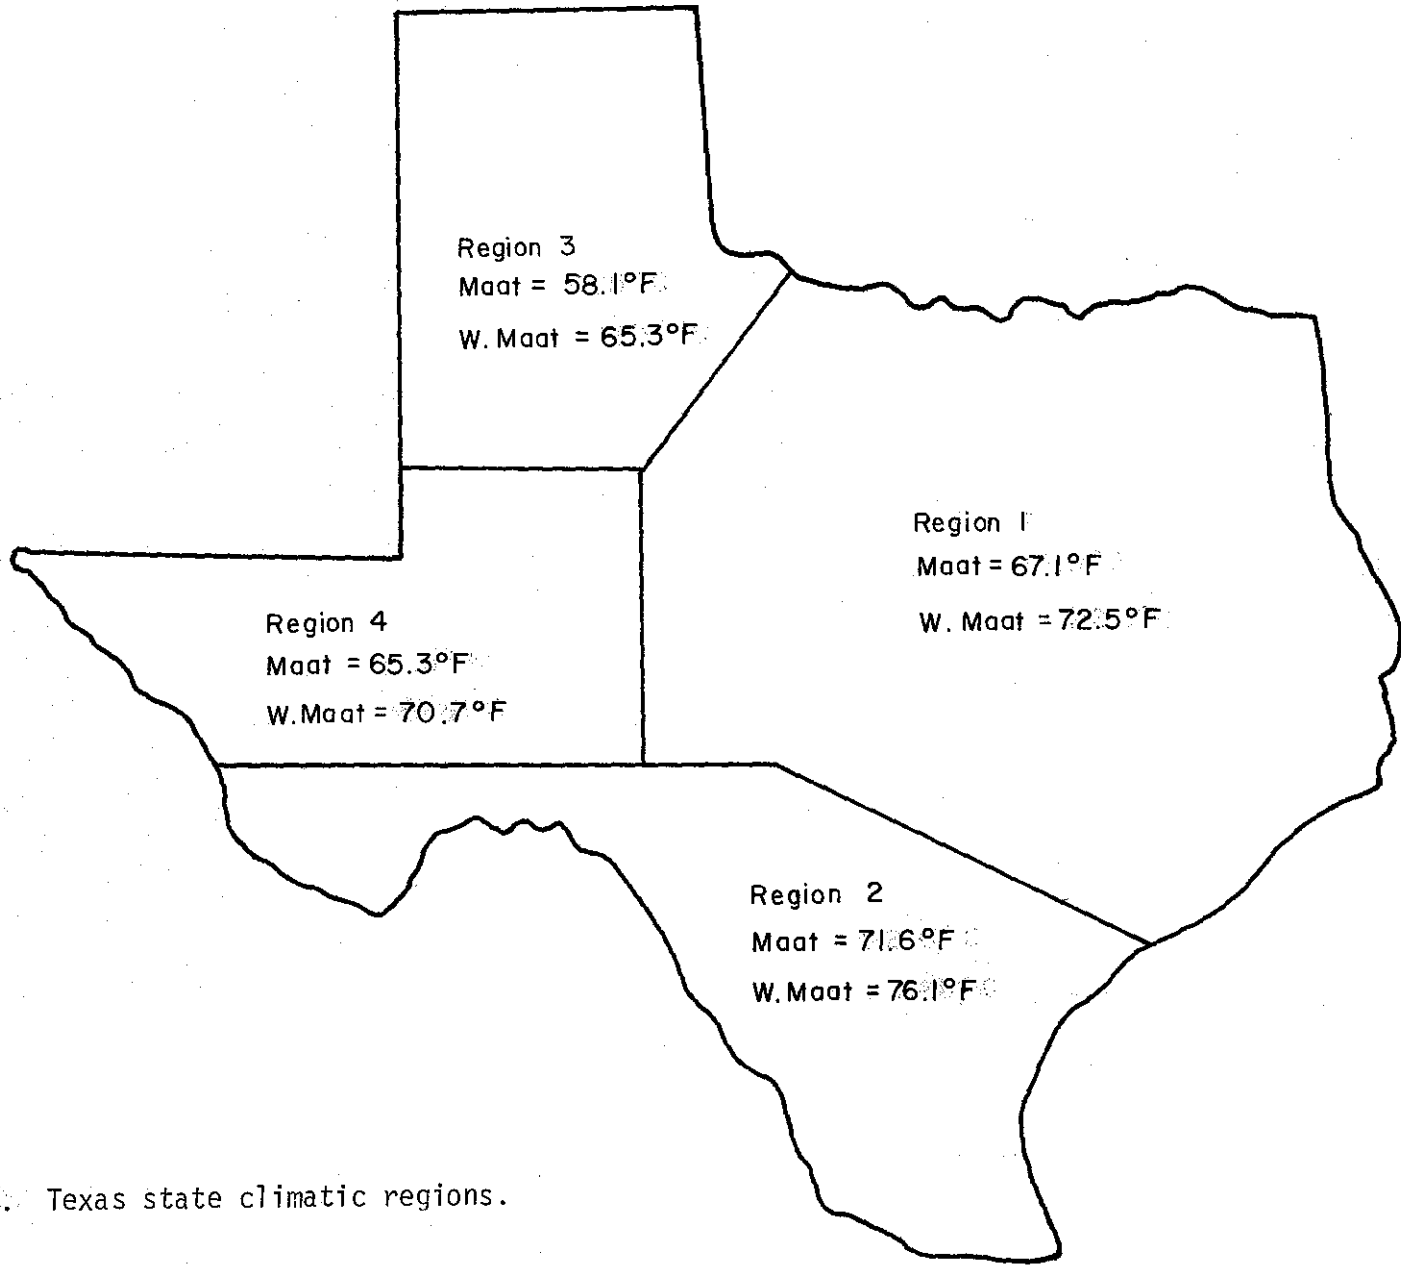 Region 3
Maat = 58.1°F
W. Maat = 65.3°F
Region 1
Maat = 67.1°F
W. Maat = 72.5°F
Region 4
Maat = 65.3°F
W. Maat = 70.7°F
Region 2
Maat = 71.6°F
W. Maat = 76.1°F
. Texas state climatic regions.